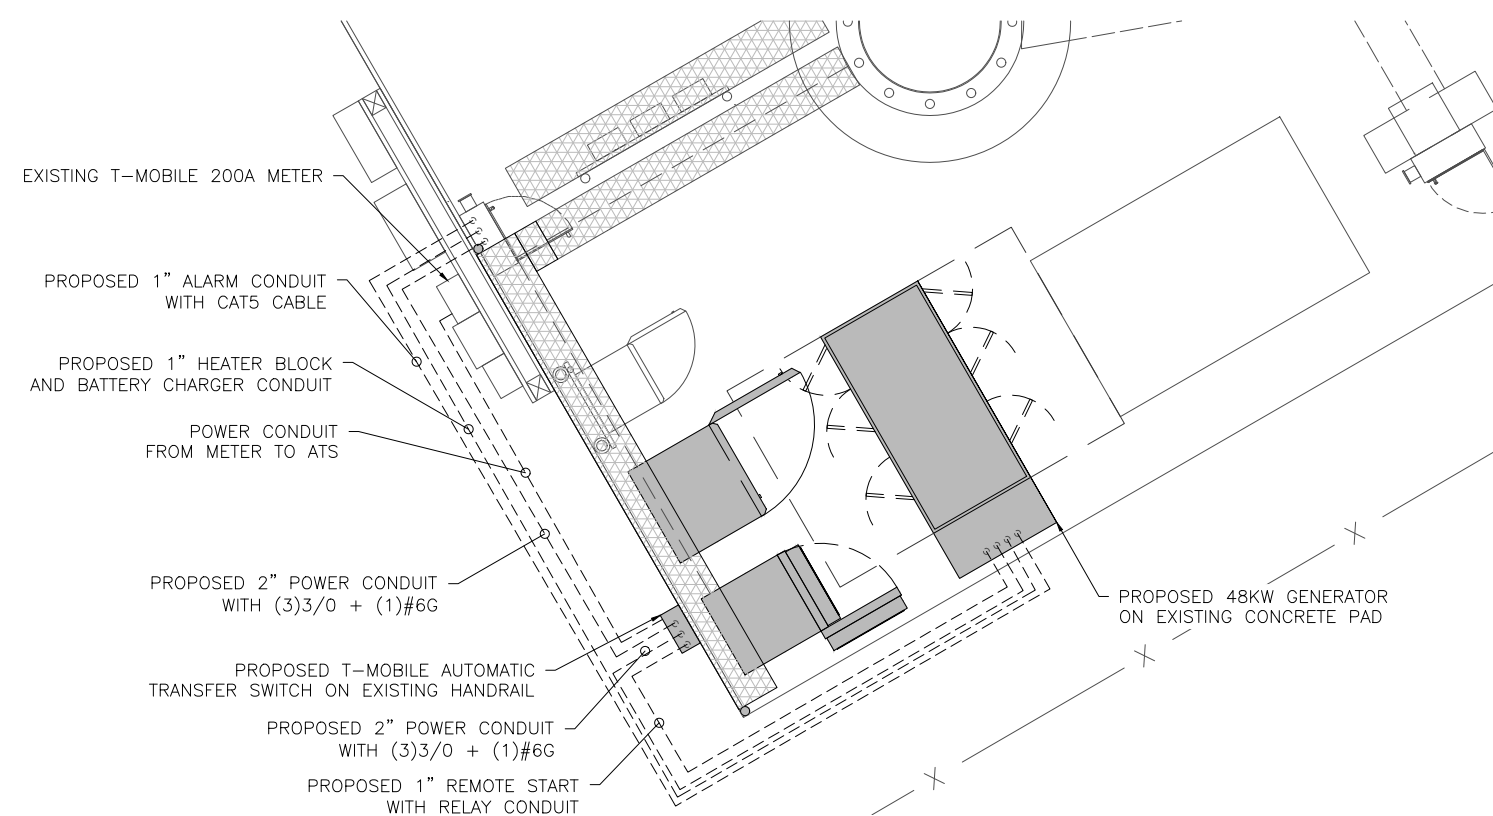 EXISTING T-MOBILE 200A METER
PROPOSED 1" ALARM CONDUIT
WITH CAT5 CABLE
PROPOSED 1" HEATER BLOCK
AND BATTERY CHARGER CONDUIT
POWER CONDUIT
FROM METER TO ATS
PROPOSED 2" POWER CONDUIT
WITH (3)3/0 + (1)#6G
PROPOSED T-MOBILE AUTOMATIC
TRANSFER SWITCH ON EXISTING HANDRAIL
PROPOSED 2" POWER CONDUIT
WITH (3)3/0 + (1)#6G
PROPOSED 1" REMOTE START
WITH RELAY CONDUIT
PROPOSED 48KW GENERATOR
ON EXISTING CONCRETE PAD